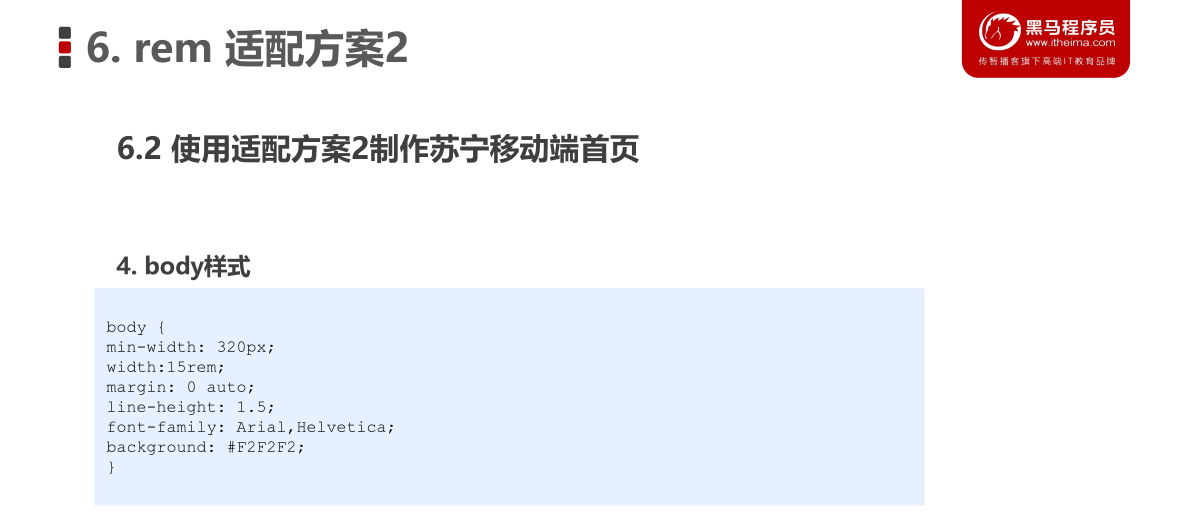 6. rem 适配方案2
黑马程序员
www.itheima.com
传智播客旗下高端IT教育品牌
6.2 使用适配方案2制作苏宁移动端首页
4. body样式
body {
min-width: 320px;
width:15rem;
margin: 0 auto;
line-height: 1.5;
font-family: Arial,Helvetica;
background: #F2F2F2;
}